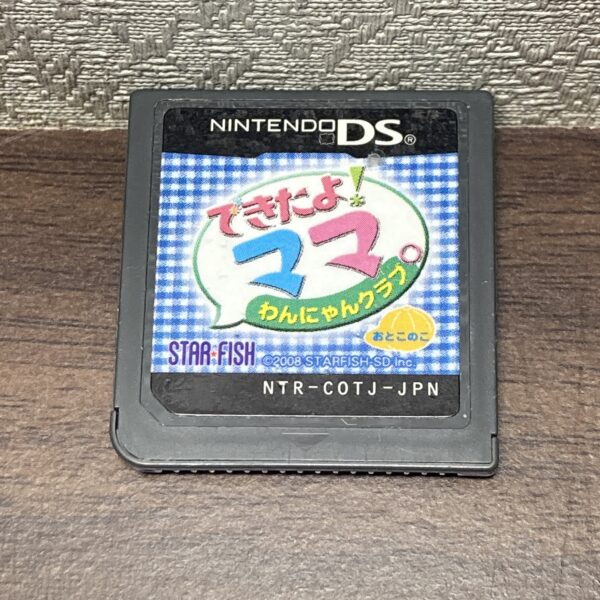 NINTENDO DS®
できたよ!
ママ。
わんにゃんクラブ
おとこのこ
STAR★FISH
©2008 STARFISH-SD Inc.
NTR-COTJ-JPN